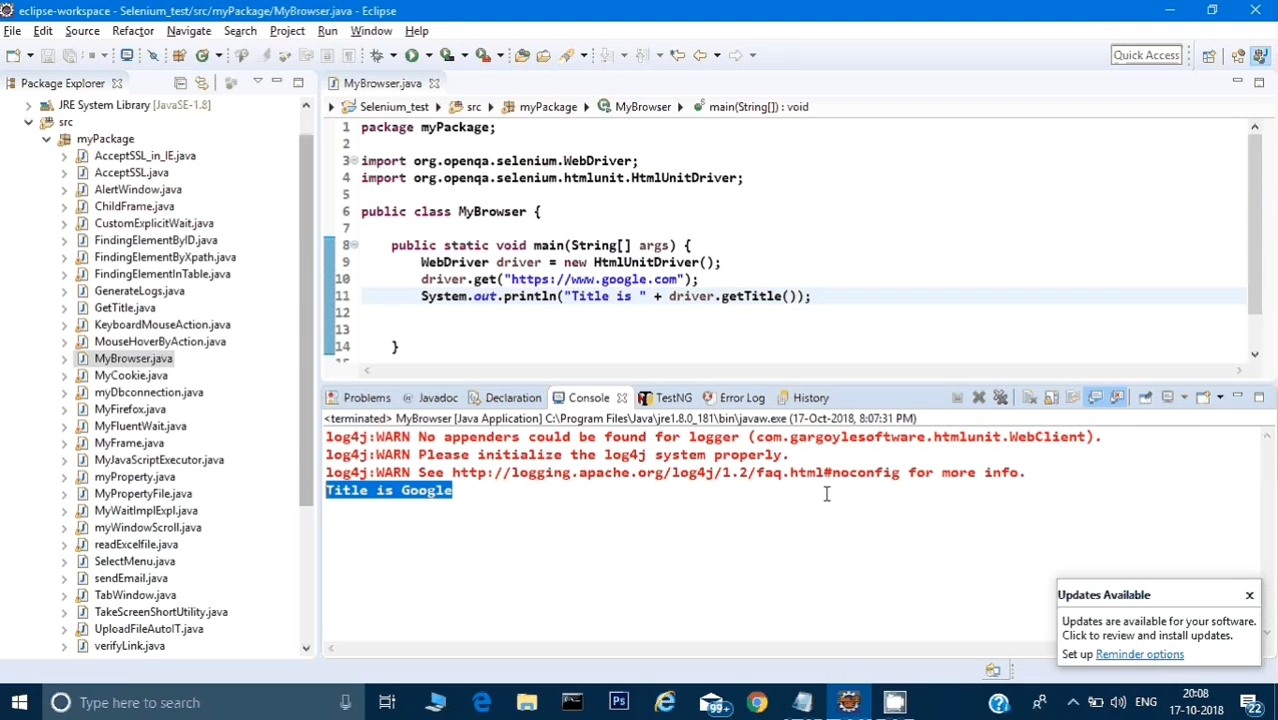 eclipse-workspace - Selenium_test/src/myPackage/MyBrowser.java - Eclipse
File Edit Source Refactor Navigate Search Project Run Window Help
Quick Access
Package Explorer
JRE System Library [JavaSE-1.8]
src
myPackage
AcceptSSL_in_IE.java
AcceptSSL.java
AlertWindow.java
ChildFrame.java
CustomExplicitWait.java
FindingElementByID.java
FindingElementByXpath.java
FindingElementInTable.java
GenerateLogs.java
GetTitle.java
KeyboardMouseAction.java
MouseHoverByAction.java
MyBrowser.java
MyCookie.java
myDbconnection.java
MyFirefox.java
MyFluentWait.java
MyFrame.java
MyJavaScriptExecutor.java
myProperty.java
MyPropertyFile.java
MyWaitImplExpl.java
myWindowScroll.java
readExcelfile.java
SelectMenu.java
sendEmail.java
TabWindow.java
TakeScreenShortUtility.java
UploadFileAutoIT.java
verifyLink.java
MyBrowser.java
Selenium_test src myPackage MyBrowser main(String[]) : void
1 package myPackage;
2
3 import org.openqa.selenium.WebDriver;
4 import org.openqa.selenium.htmlunit.HtmlUnitDriver;
5
6 public class MyBrowser {
7
8 public static void main(String[] args) {
9 WebDriver driver = new HtmlUnitDriver();
10 driver.get("https://www.google.com");
11 System.out.println("Title is " + driver.getTitle());
12
13
14 }
Problems Javadoc Declaration Console TestNG Error Log History
<terminated> MyBrowser [Java Application] C:\Program Files\Java\jre1.8.0_181\bin\javaw.exe (17-Oct-2018, 8:07:31 PM)
log4j:WARN No appenders could be found for logger (com.gargoylesoftware.htmlunit.WebClient).
log4j:WARN Please initialize the log4j system properly.
log4j:WARN See http://logging.apache.org/log4j/1.2/faq.html#noconfig for more info.
Title is Google
Updates Available
Updates are available for your software.
Click to review and install updates.
Set up Reminder options
Type here to search
Ps
99+
ENG
20:08
17-10-2018
22